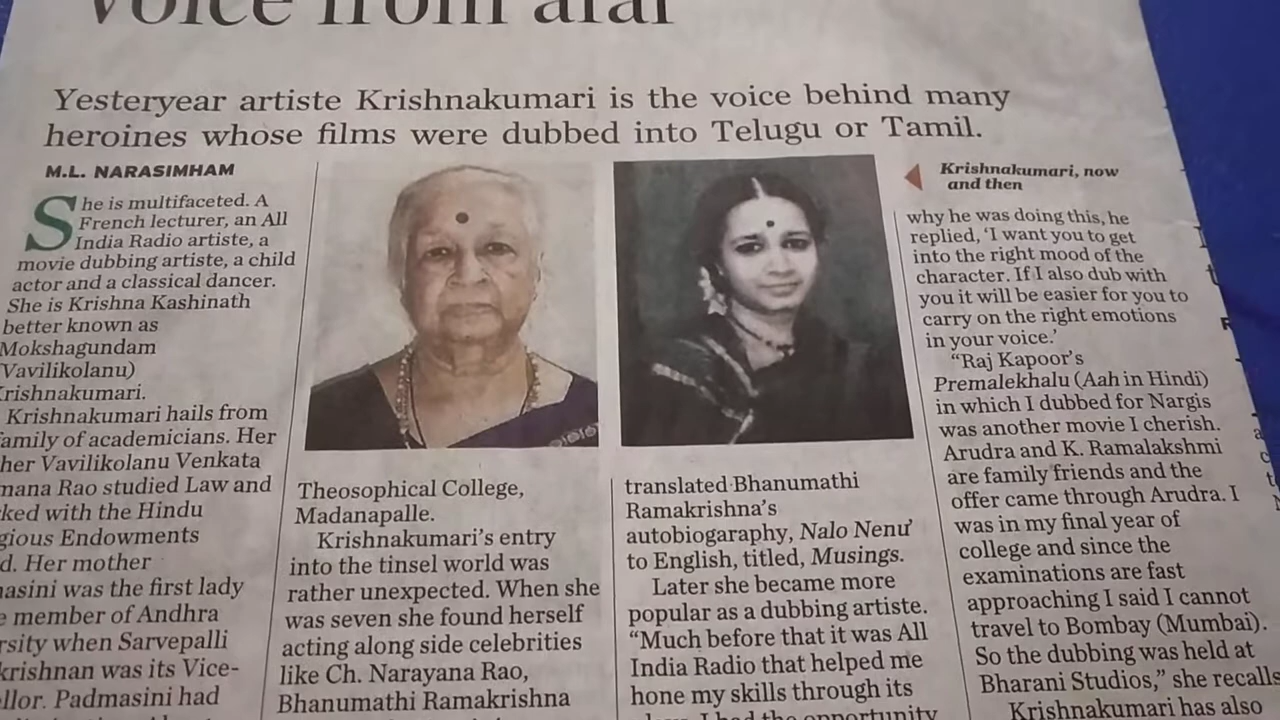 Voice from afar
Yesteryear artiste Krishnakumari is the voice behind many
heroines whose films were dubbed into Telugu or Tamil.
M.L. NARASIMHAM
She is multifaceted. A
French lecturer, an All
India Radio artiste, a
movie dubbing artiste, a child
actor and a classical dancer.
She is Krishna Kashinath
better known as
Mokshagundam
(Vavilikolanu)
Krishnakumari.
Krishnakumari hails from
family of academicians. Her
her Vavilikolanu Venkata
mana Rao studied Law and
ked with the Hindu
gious Endowments
d. Her mother
masini was the first lady
e member of Andhra
rsity when Sarvepalli
krishnan was its Vice-
llor. Padmasini had
Theosophical College,
Madanapalle.
Krishnakumari's entry
into the tinsel world was
rather unexpected. When she
was seven she found herself
acting along side celebrities
like Ch. Narayana Rao,
Bhanumathi Ramakrishna
translated Bhanumathi
Ramakrishna's
autobiogaraphy, Nalo Nenu'
to English, titled, Musings.
Later she became more
popular as a dubbing artiste.
“Much before that it was All
India Radio that helped me
hone my skills through its
plays. I had the opportunity
Krishnakumari, now
and then
why he was doing this, he
replied, ‘I want you to get
into the right mood of the
character. If I also dub with
you it will be easier for you to
carry on the right emotions
in your voice.’
“Raj Kapoor's
Premalekhalu (Aah in Hindi)
in which I dubbed for Nargis
was another movie I cherish.
Arudra and K. Ramalakshmi
are family friends and the
offer came through Arudra. I
was in my final year of
college and since the
examinations are fast
approaching I said I cannot
travel to Bombay (Mumbai).
So the dubbing was held at
Bharani Studios,” she recalls
Krishnakumari has also